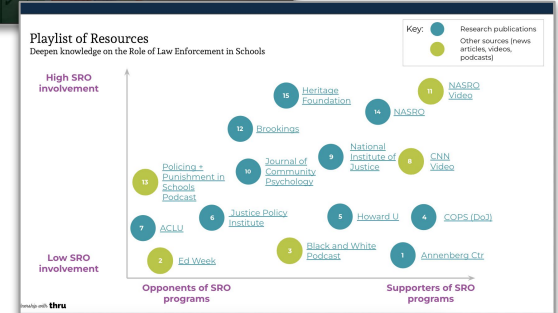 Playlist of Resources
Deepen knowledge on the Role of Law Enforcement in Schools
Key:
Research publications
Other sources (news
articles, videos,
podcasts)
High SRO
involvement
15
Heritage
Foundation
11
NASRO
Video
14
NASRO
12
Brookings
9
National
Institute of
Justice
8
CNN
Video
10
Journal of
Community
Psychology
13
Policing +
Punishment in
Schools
Podcast
6
Justice Policy
Institute
5
Howard U
4
COPS (DoJ)
7
ACLU
3
Black and White
Podcast
1
Annenberg Ctr
2
Ed Week
Low SRO
involvement
Opponents of SRO
programs
Supporters of SRO
programs
with thru